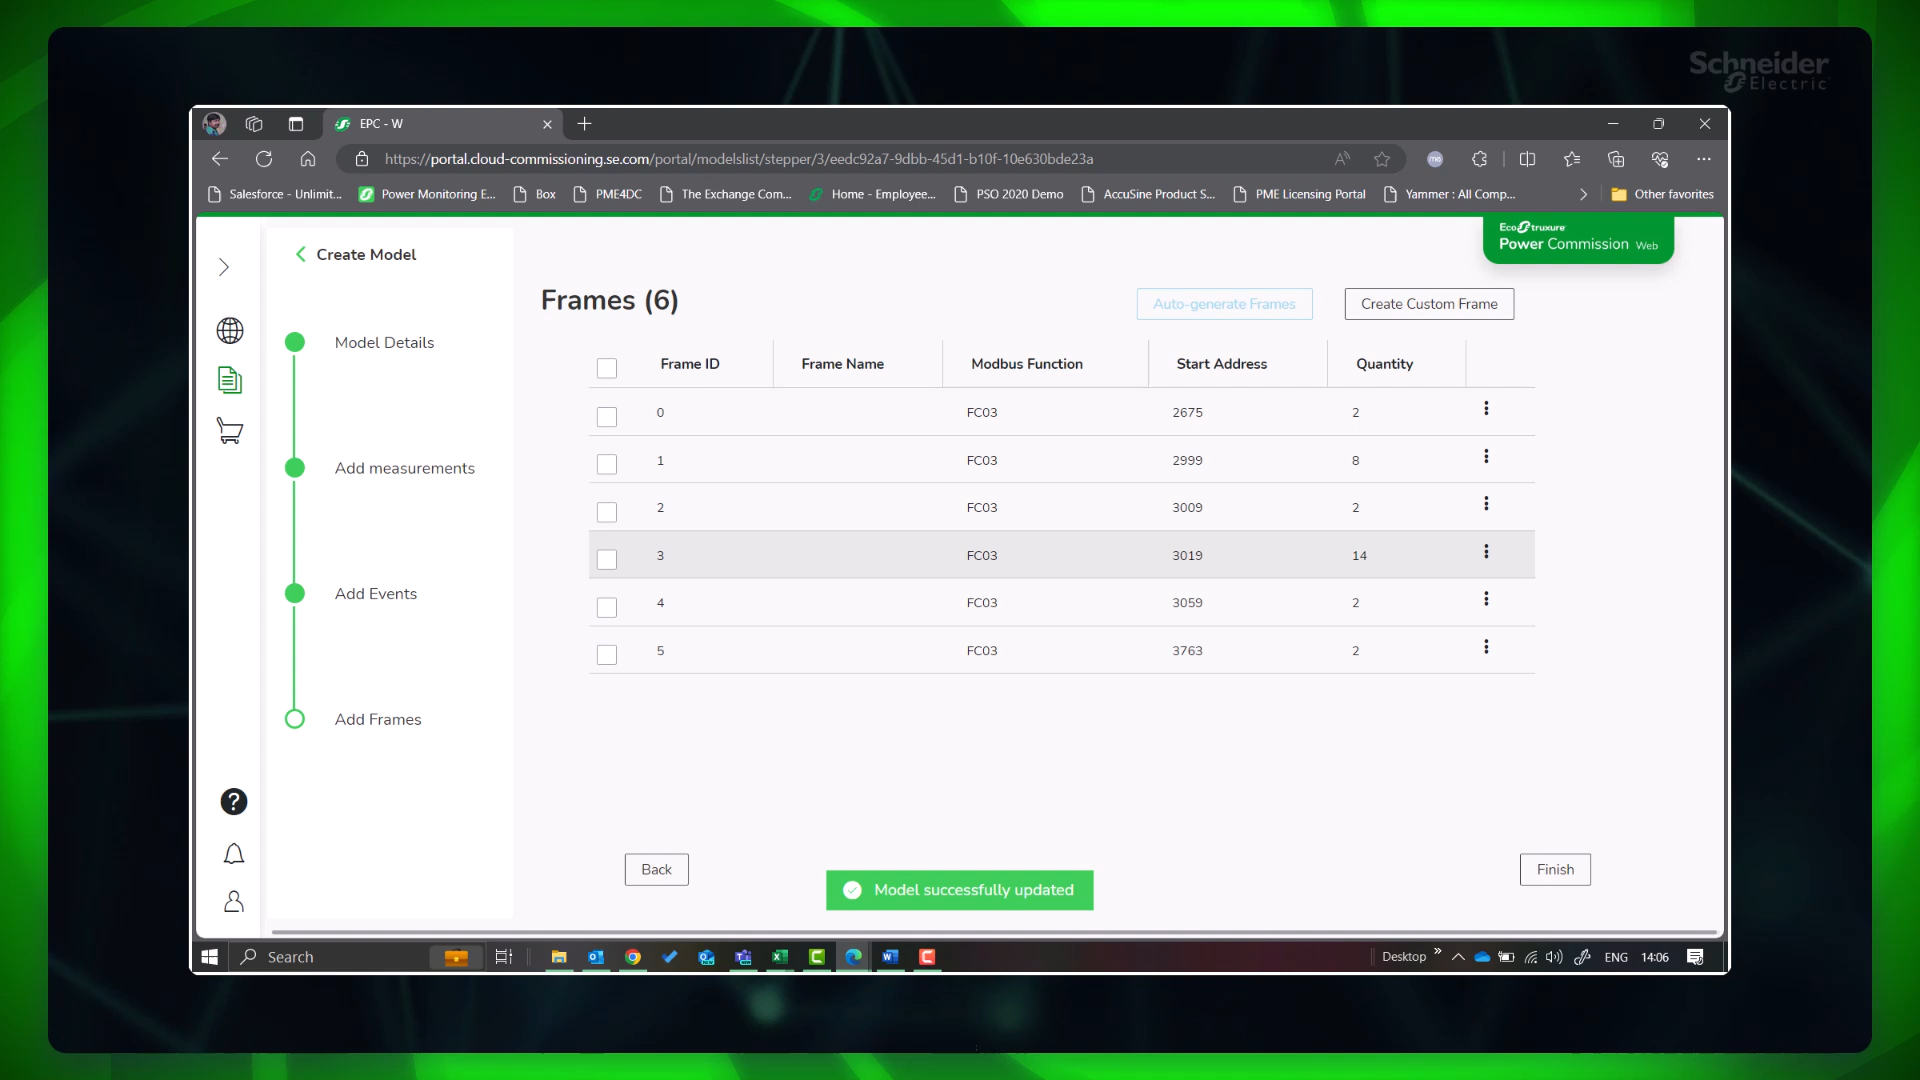 Schneider
Electric
EPC - W
https://portal.cloud-commissioning.se.com/portal/modelslist/stepper/3/eedc92a7-9dbb-45d1-b10f-10e630bde23a
Salesforce - Unlimit...
Power Monitoring E...
Box
PME4DC
The Exchange Com...
Home - Employee...
PSO 2020 Demo
AccuSine Product S...
PME Licensing Portal
Yammer : All Comp...
Other favorites
EcoStruxure
Power Commission Web
Create Model
Model Details
Add measurements
Add Events
Add Frames
Frames (6)
Auto-generate Frames
Create Custom Frame
Frame ID Frame Name Modbus Function Start Address Quantity
0 FC03 2675 2
1 FC03 2999 8
2 FC03 3009 2
3 FC03 3019 14
4 FC03 3059 2
5 FC03 3763 2
Back
Model successfully updated
Finish
Search
Desktop
ENG
14:06